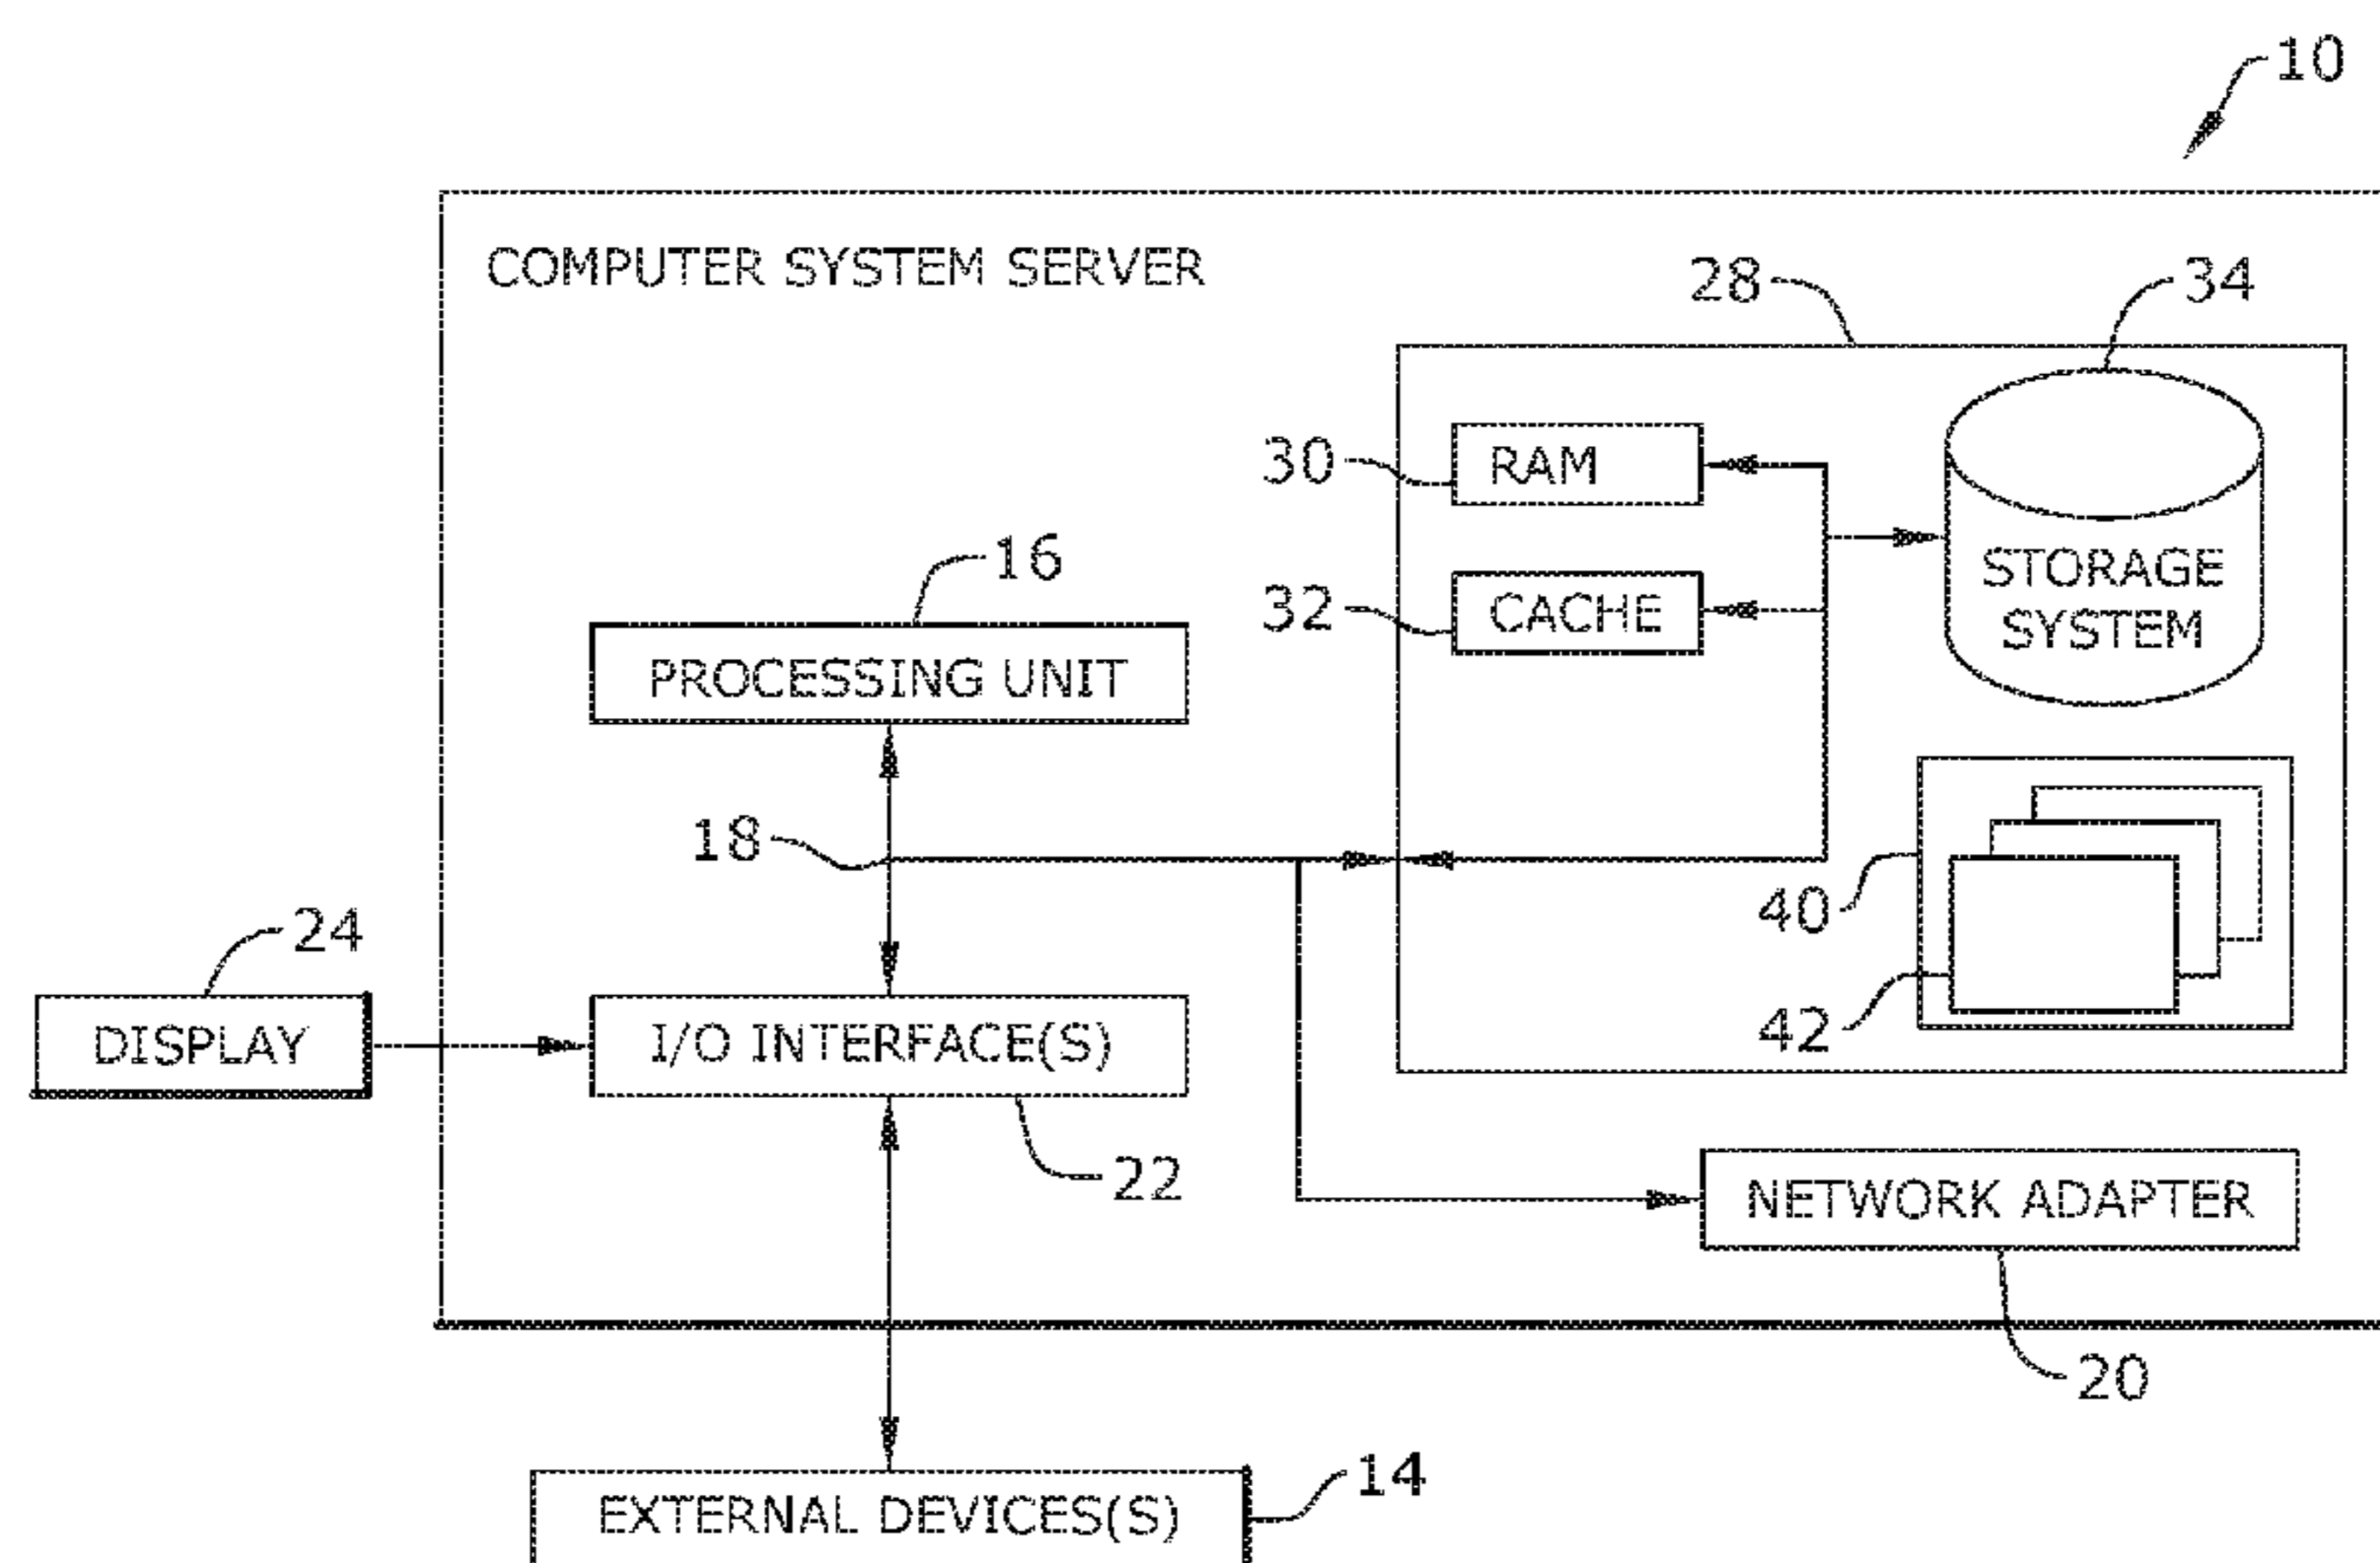 10
COMPUTER SYSTEM SERVER
28
34
30
RAM
32
CACHE
STORAGE
SYSTEM
16
PROCESSING UNIT
18
40
42
24
DISPLAY
I/O INTERFACE(S)
22
NETWORK ADAPTER
20
14
EXTERNAL DEVICES(S)